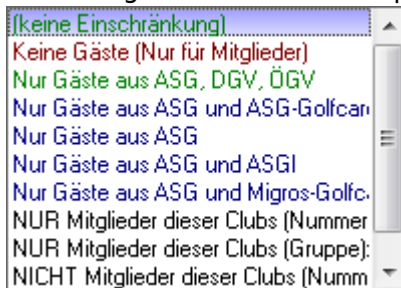 (keine Einschränkung)
Keine Gäste (Nur für Mitglieder)
Nur Gäste aus ASG, DGV, ÖGV
Nur Gäste aus ASG und ASG-Golfcar
Nur Gäste aus ASG
Nur Gäste aus ASG und ASGI
Nur Gäste aus ASG und Migros-Golfc
NUR Mitglieder dieser Clubs (Nummer
NUR Mitglieder dieser Clubs (Gruppe):
NICHT Mitglieder dieser Clubs (Numm